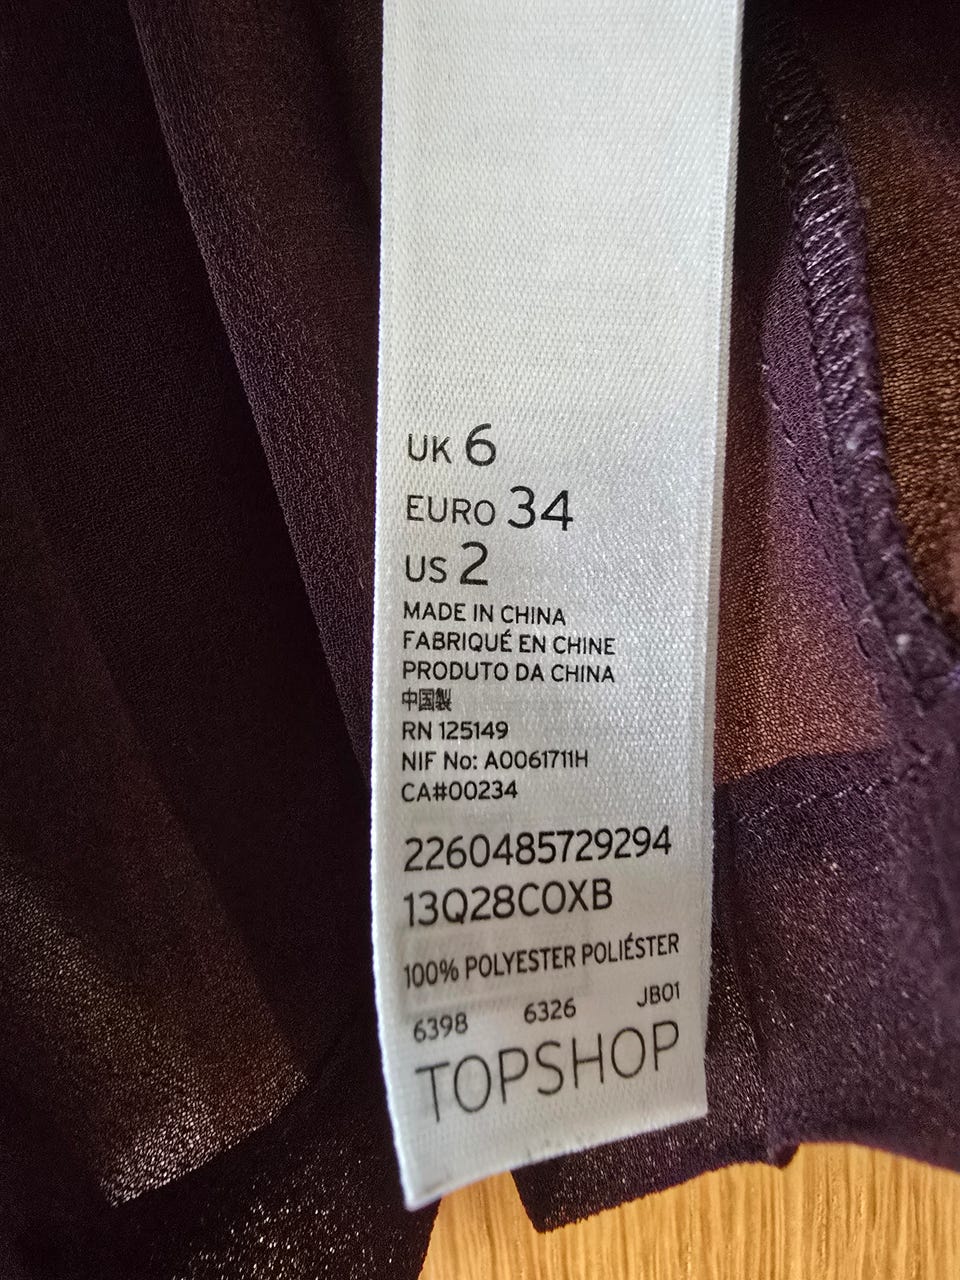 UK 6
EURO 34
US 2
MADE IN CHINA
FABRIQUÉ EN CHINE
PRODUTO DA CHINA
中国製
RN 125149
NIF No: A0061711H
CA#00234
2260485729294
13Q28COXB
100% POLYESTER POLIÉSTER
6398 6326 JB01
TOPSHOP